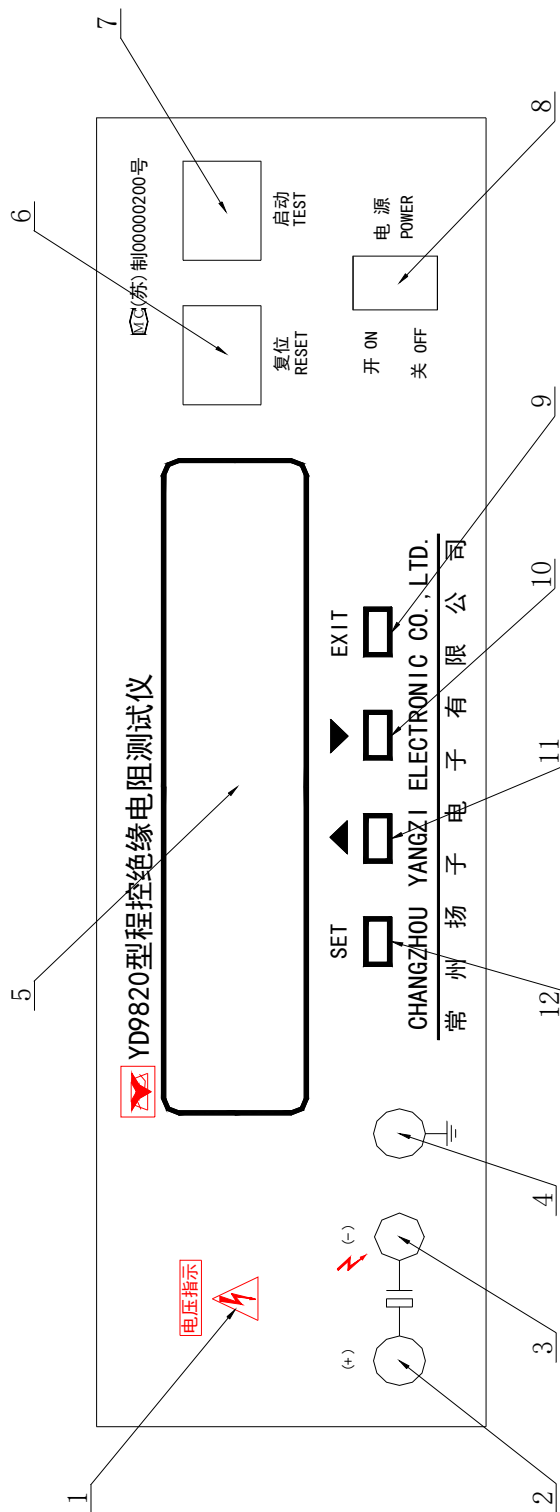 1
5
6
7
电压指示
YD9820型程控绝缘电阻测试仪
MC(苏)制00000200号
复位
RESET
启动
TEST
(+)
(-)
SET
▲
▼
EXIT
开 ON
关 OFF
电 源
POWER
CHANGZHOU YANGZI ELECTRONIC CO., LTD.
常 州 扬 子 电 子 有 限 公 司
2
3
4
12
11
10
9
8